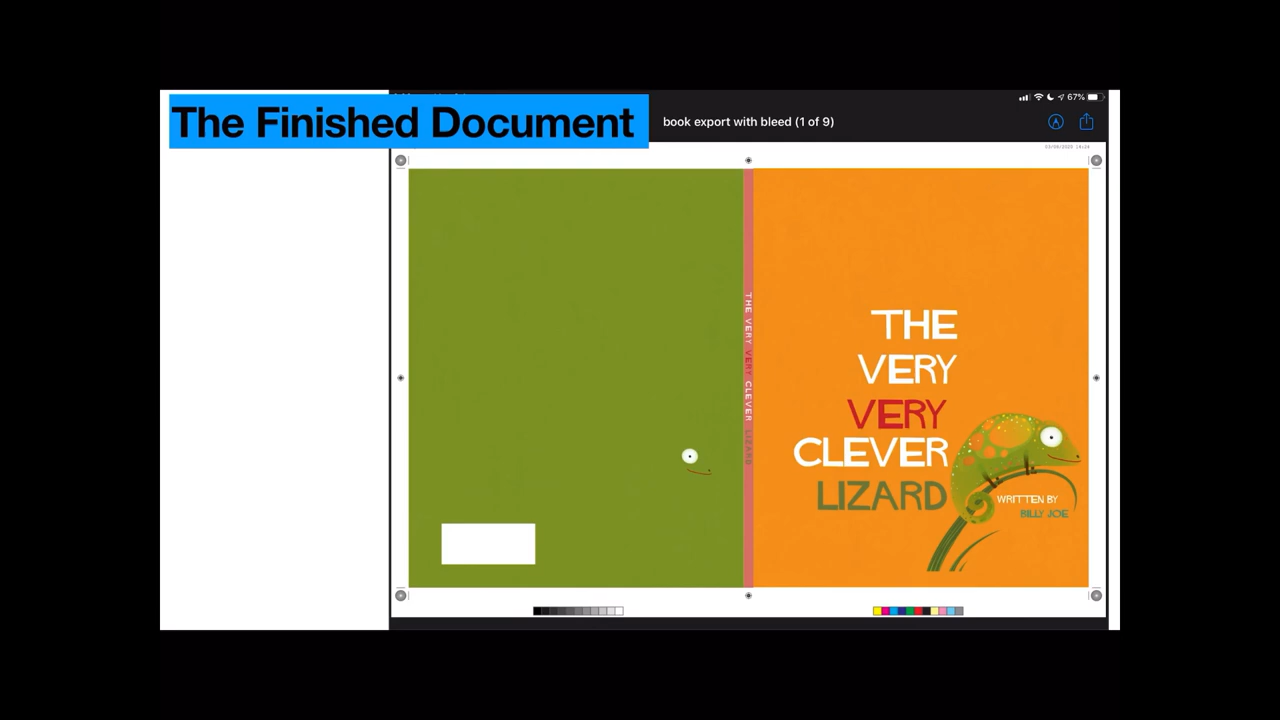 67%
The Finished Document
book export with bleed (1 of 9)
THE VERY VERY CLEVER LIZARD
THE
VERY
VERY
CLEVER
LIZARD
WRITTEN BY
BILLY JOE